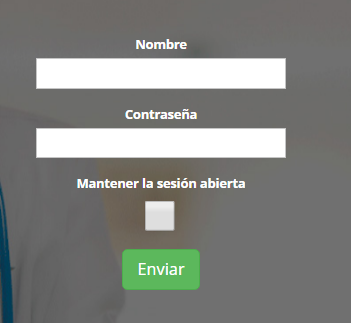 Nombre
Contraseña
Mantener la sesión abierta
Enviar